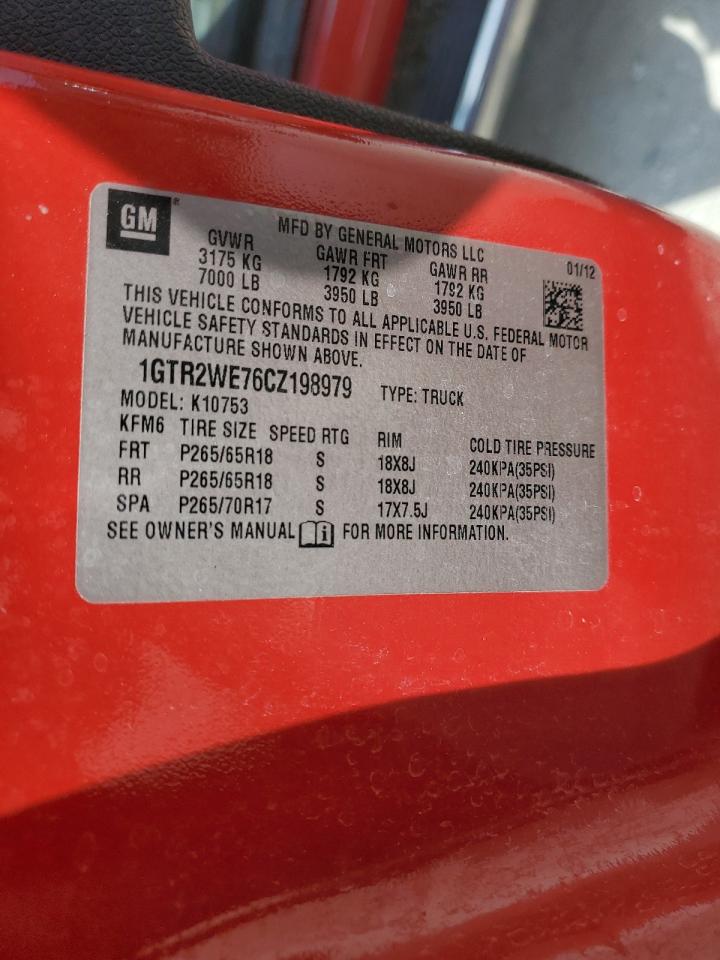 GM ®
MFD BY GENERAL MOTORS LLC
01/12
GVWR GAWR FRT GAWR RR
3175 KG 1792 KG 1792 KG
7000 LB 3950 LB 3950 LB
THIS VEHICLE CONFORMS TO ALL APPLICABLE U.S. FEDERAL MOTOR
VEHICLE SAFETY STANDARDS IN EFFECT ON THE DATE OF
MANUFACTURE SHOWN ABOVE.
1GTR2WE76CZ198979 TYPE: TRUCK
MODEL: K10753
KFM6 TIRE SIZE SPEED RTG RIM COLD TIRE PRESSURE
FRT P265/65R18 S 18X8J 240KPA(35PSI)
RR P265/65R18 S 18X8J 240KPA(35PSI)
SPA P265/70R17 S 17X7.5J 240KPA(35PSI)
SEE OWNER'S MANUAL i FOR MORE INFORMATION.